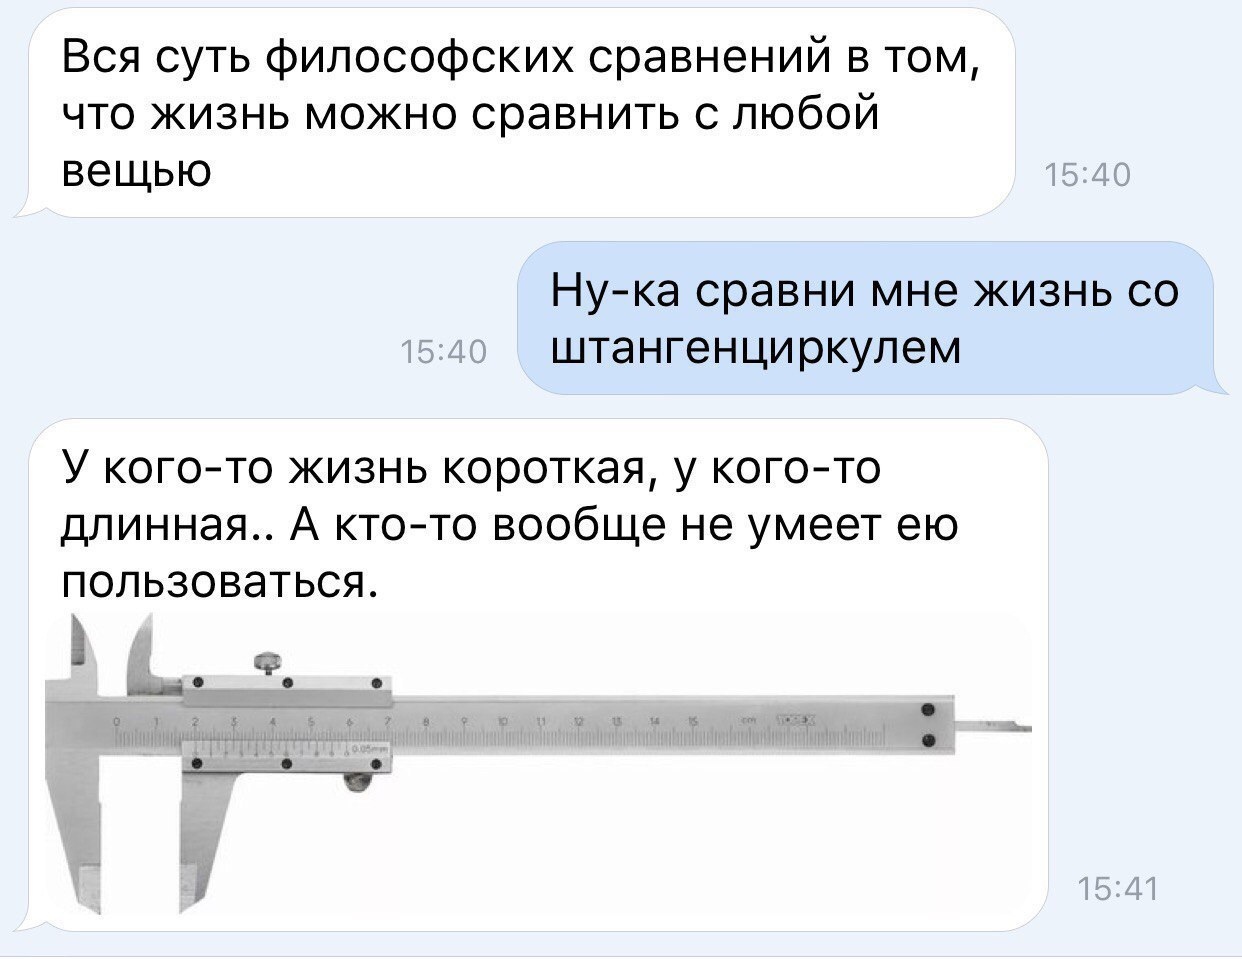 Вся суть философских сравнений в том,
что жизнь можно сравнить с любой
вещью
15:40
Ну-ка сравни мне жизнь со
штангенциркулем
15:40
У кого-то жизнь короткая, у кого-то
длинная.. А кто-то вообще не умеет ею
пользоваться.
0 1 2 3 4 5 6 7 8 9 10 11 12 13 14 15 cm
0.05mm
15:41